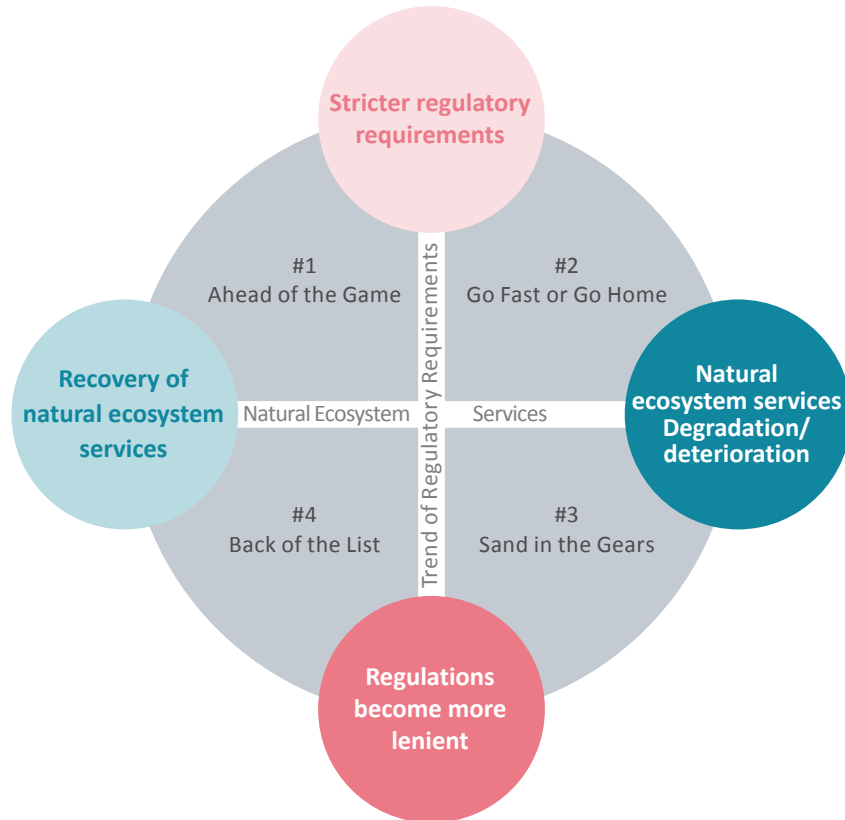 Stricter regulatory
requirements
#1
Ahead of the Game
#2
Go Fast or Go Home
Trend of Regulatory Requirements
Recovery of
natural ecosystem
services
Natural Ecosystem
Services
Natural
ecosystem services
Degradation/
deterioration
#4
Back of the List
#3
Sand in the Gears
Regulations
become more
lenient